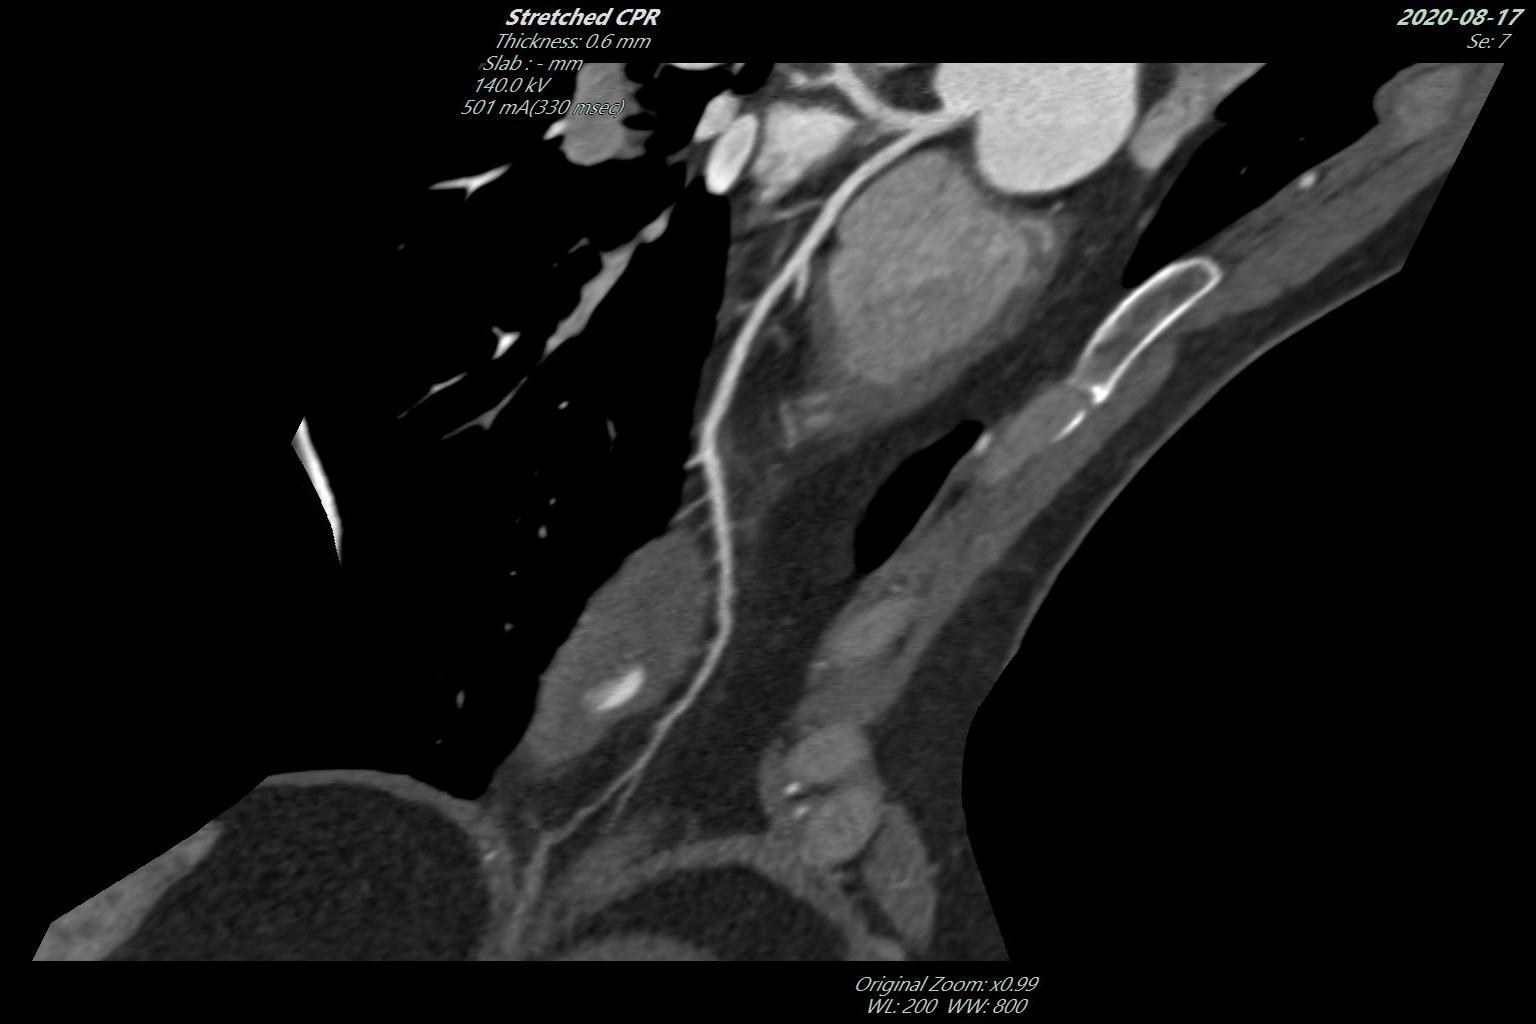 Stretched CPR
Thickness: 0.6 mm
Slab : - mm
140.0 kV
501 mA(330 msec)
2020-08-17
Se: 7
Original Zoom: x0.99
WL: 200 WW: 800